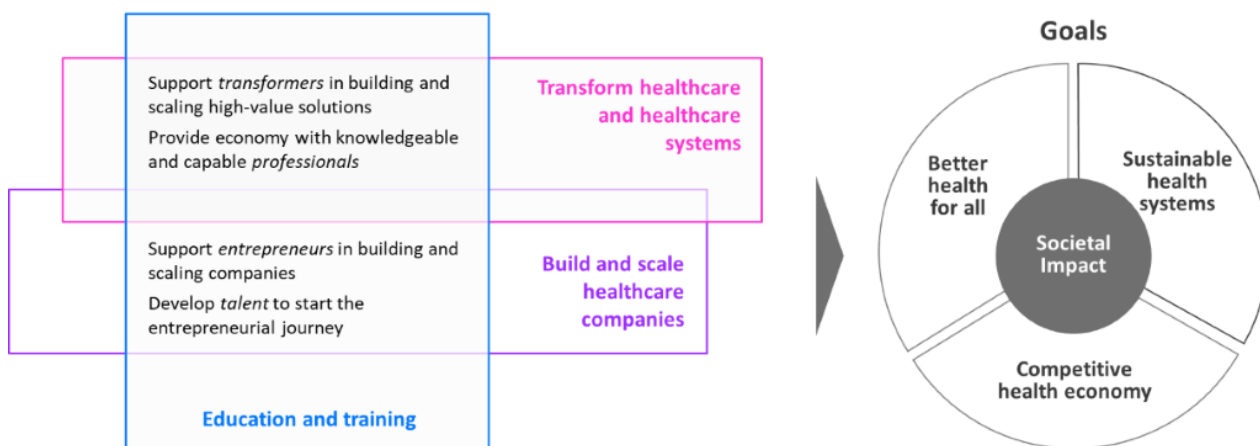 Support transformers in building and
scaling high-value solutions
Provide economy with knowledgeable
and capable professionals
Transform healthcare
and healthcare
systems
Support entrepreneurs in building and
scaling companies
Develop talent to start the
entrepreneurial journey
Build and scale
healthcare
companies
Education and training
Goals
Better
health
for all
Sustainable
health
systems
Societal
Impact
Competitive
health economy